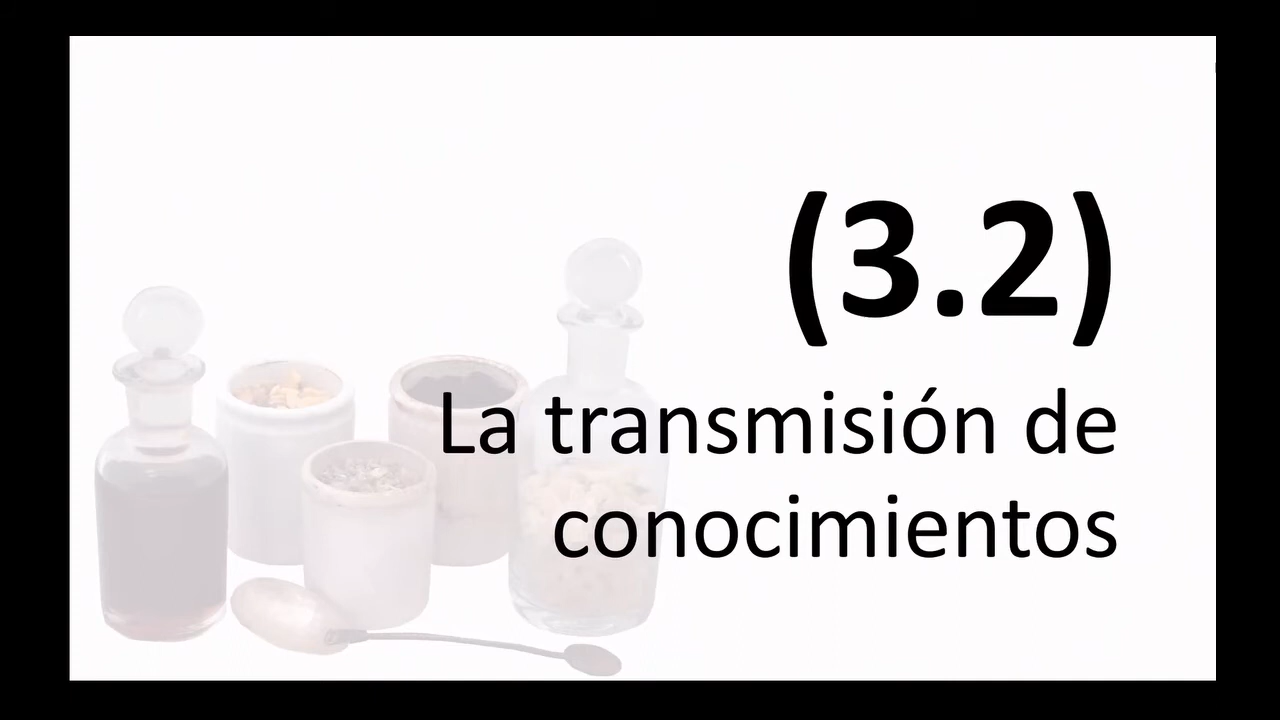 (3.2)
La transmisión de
conocimientos